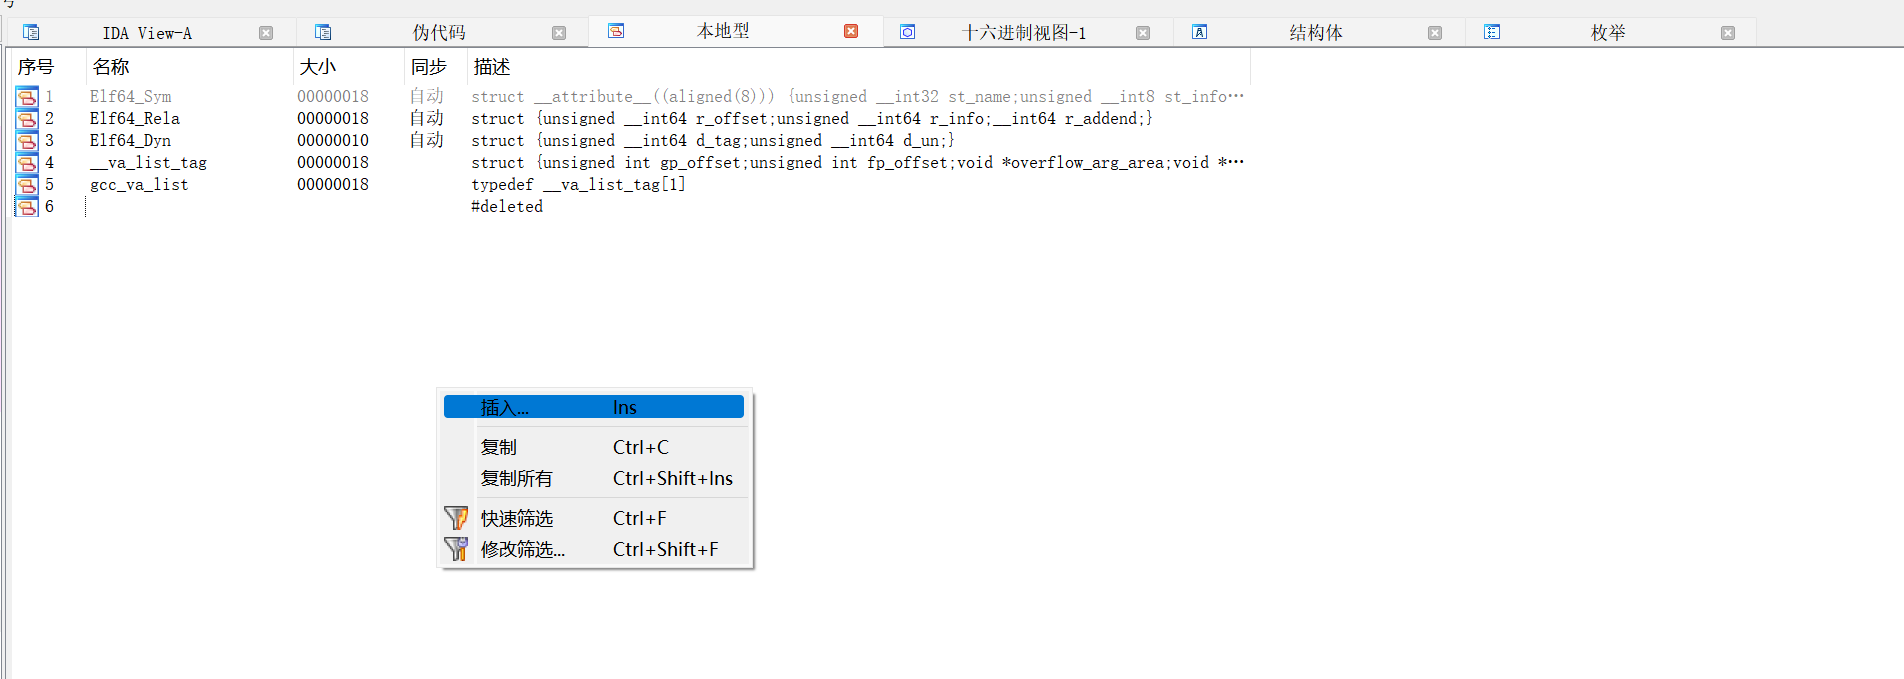 IDA View-A 伪代码 本地型 十六进制视图-1 结构体 枚举
序号 名称 大小 同步 描述
1 Elf64_Sym 00000018 自动 struct __attribute__((aligned(8))) {unsigned __int32 st_name;unsigned __int8 st_info…
2 Elf64_Rela 00000018 自动 struct {unsigned __int64 r_offset;unsigned __int64 r_info;__int64 r_addend;}
3 Elf64_Dyn 00000010 自动 struct {unsigned __int64 d_tag;unsigned __int64 d_un;}
4 __va_list_tag 00000018 struct {unsigned int gp_offset;unsigned int fp_offset;void *overflow_arg_area;void *…
5 gcc_va_list 00000018 typedef __va_list_tag[1]
6 #deleted
插入... Ins
复制 Ctrl+C
复制所有 Ctrl+Shift+Ins
快速筛选 Ctrl+F
修改筛选... Ctrl+Shift+F